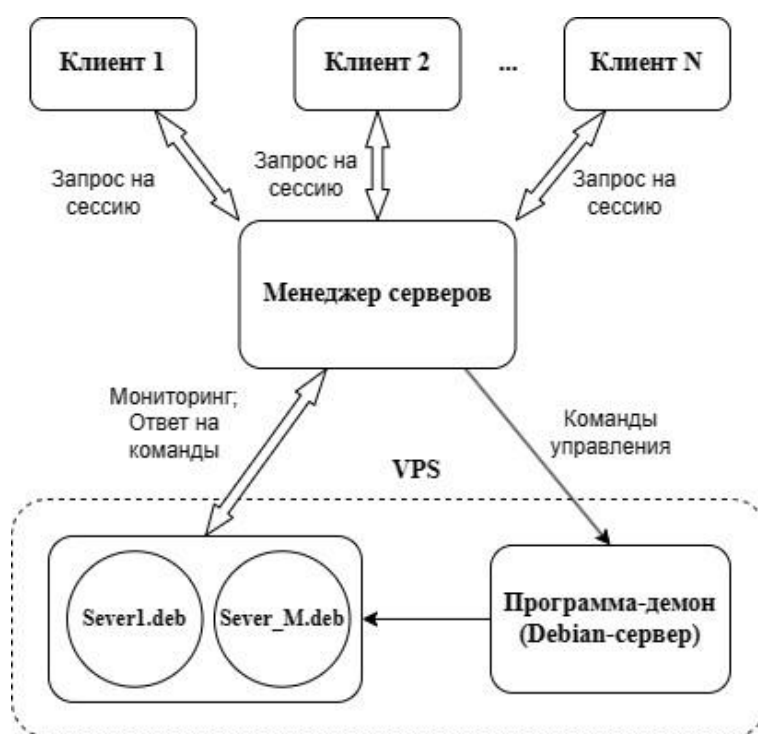 Клиент 1
Клиент 2
...
Клиент N
Запрос на
сессию
Запрос на
сессию
Запрос на
сессию
Менеджер серверов
Мониторинг;
Ответ на
команды
Команды
управления
VPS
Sever1.deb
Sever_M.deb
Программа-демон
(Debian-сервер)